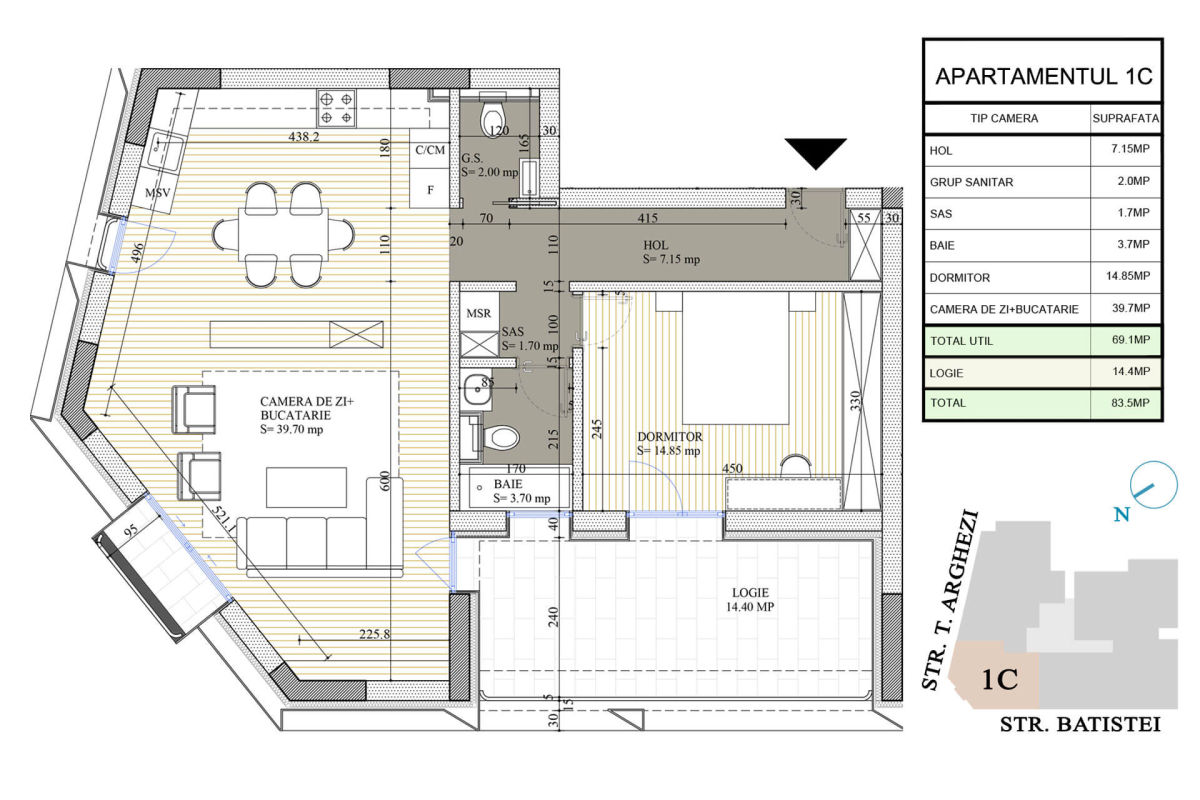 APARTAMENTUL 1C
TIP CAMERA SUPRAFATA
HOL 7.15MP
GRUP SANITAR 2.0MP
SAS 1.7MP
BAIE 3.7MP
DORMITOR 14.85MP
CAMERA DE ZI+BUCATARIE 39.7MP
TOTAL UTIL 69.1MP
LOGIE 14.4MP
TOTAL 83.5MP
438.2
180
C/CM
F
MSV
496
110
20
120
30
165
G.S.
S= 2.00 mp
70
415
30
55
30
HOL
S= 7.15 mp
110
15
MSR
100
SAS
S= 1.70 mp
15
5
85
215
170
BAIE
S= 3.70 mp
CAMERA DE ZI+
BUCATARIE
S= 39.70 mp
600
521.1
95
225.8
245
DORMITOR
S= 14.85 mp
450
330
40
240
LOGIE
14.40 MP
5
15
30
N
STR. T. ARGHEZI
1C
STR. BATISTEI